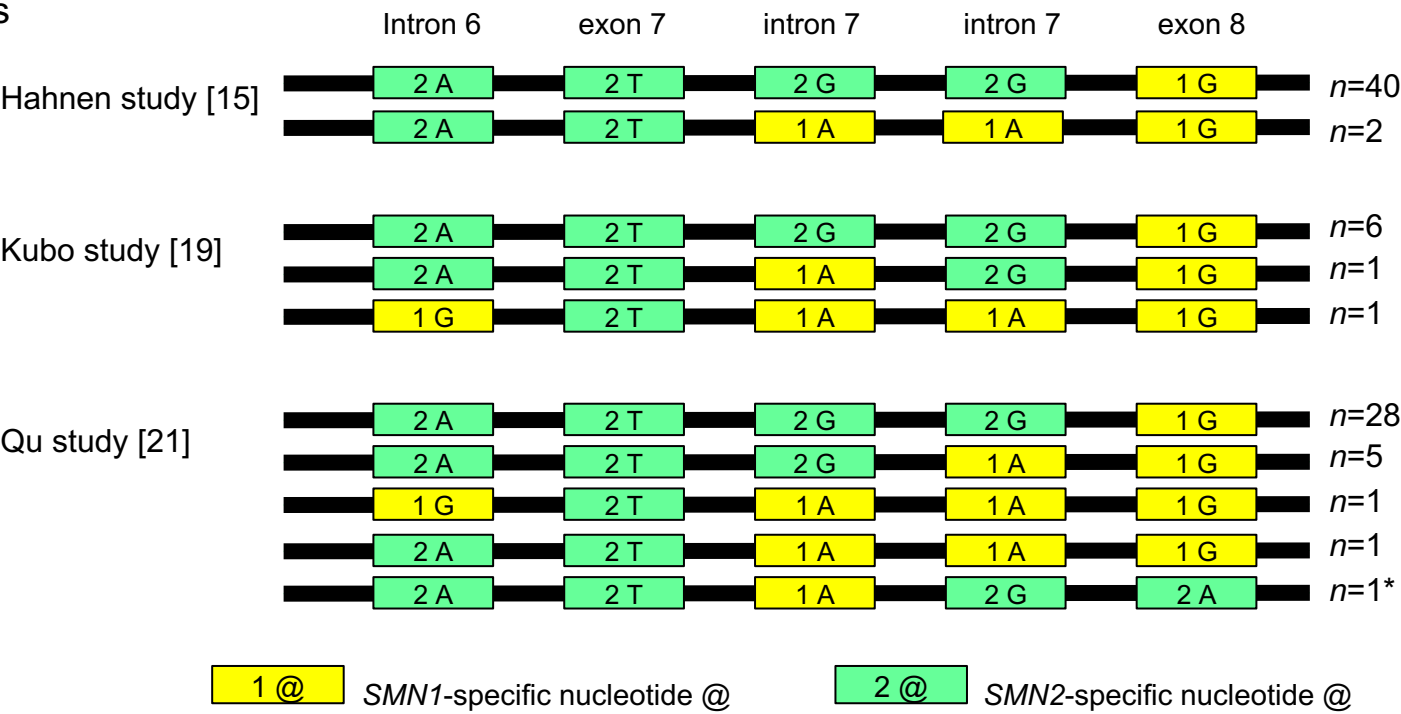 s
Intron 6 exon 7 intron 7 intron 7 exon 8
Hahnen study [15]
2 A 2 T 2 G 2 G 1 G n=40
2 A 2 T 1 A 1 A 1 G n=2
Kubo study [19]
2 A 2 T 2 G 2 G 1 G n=6
2 A 2 T 1 A 2 G 1 G n=1
1 G 2 T 1 A 1 A 1 G n=1
Qu study [21]
2 A 2 T 2 G 2 G 1 G n=28
2 A 2 T 2 G 1 A 1 G n=5
1 G 2 T 1 A 1 A 1 G n=1
2 A 2 T 1 A 1 A 1 G n=1
2 A 2 T 1 A 2 G 2 A n=1*
1 @ SMN1-specific nucleotide @ 2 @ SMN2-specific nucleotide @